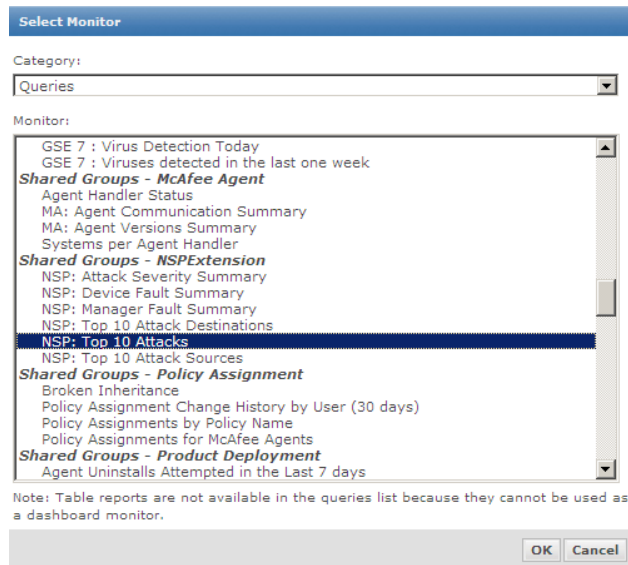 Select Monitor
Category:
Queries
Monitor:
GSE 7 : Virus Detection Today
GSE 7 : Viruses detected in the last one week
Shared Groups - McAfee Agent
Agent Handler Status
MA: Agent Communication Summary
MA: Agent Versions Summary
Systems per Agent Handler
Shared Groups - NSPExtension
NSP: Attack Severity Summary
NSP: Device Fault Summary
NSP: Manager Fault Summary
NSP: Top 10 Attack Destinations
NSP: Top 10 Attacks
NSP: Top 10 Attack Sources
Shared Groups - Policy Assignment
Broken Inheritance
Policy Assignment Change History by User (30 days)
Policy Assignments by Policy Name
Policy Assignments for McAfee Agents
Shared Groups - Product Deployment
Agent Uninstalls Attempted in the Last 7 days
Note: Table reports are not available in the queries list because they cannot be used as
a dashboard monitor.
OK Cancel